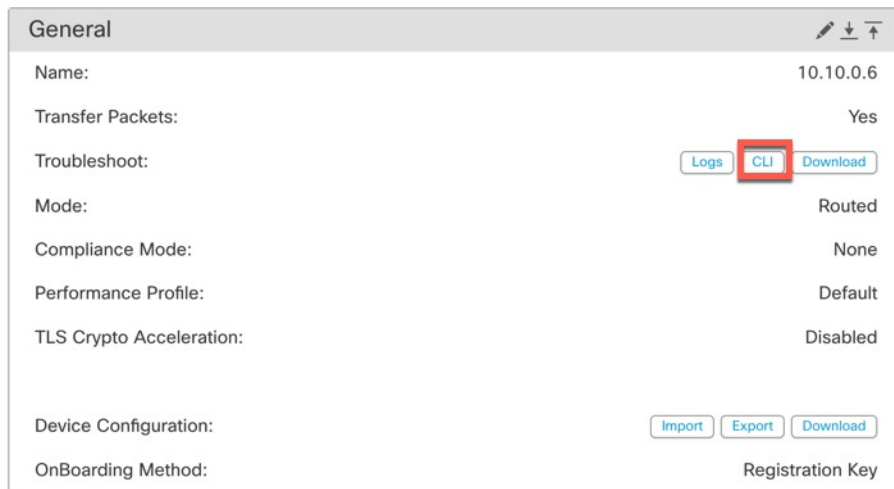 General
Name: 10.10.0.6
Transfer Packets: Yes
Troubleshoot: Logs CLI Download
Mode: Routed
Compliance Mode: None
Performance Profile: Default
TLS Crypto Acceleration: Disabled
Device Configuration: Import Export Download
OnBoarding Method: Registration Key